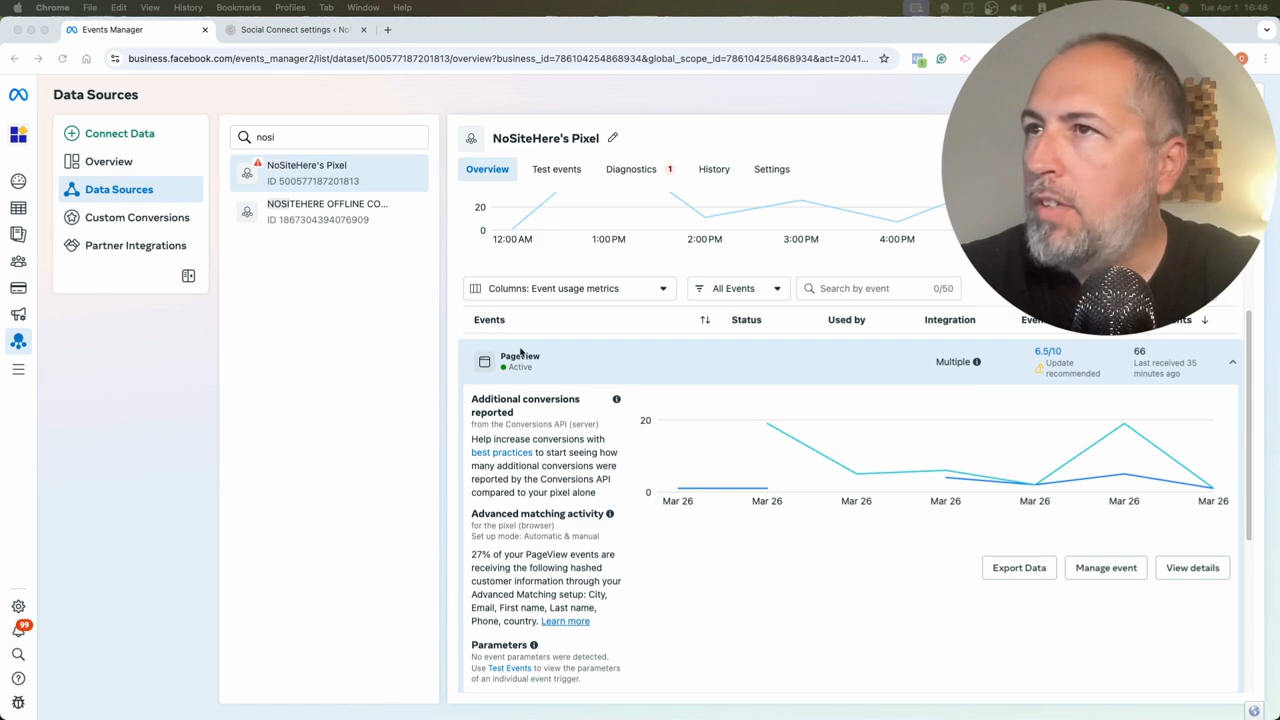 Chrome File Edit View History Bookmarks Profiles Tab Window Help
Tue Apr 1 16:48
Events Manager
Social Connect settings ‹ No
business.facebook.com/events_manager2/list/dataset/500577187201813/overview?business_id=786104254868934&global_scope_id=786104254868934&act=2041...
Data Sources
Connect Data
Overview
Data Sources
Custom Conversions
Partner Integrations
99
nosi
NoSiteHere's Pixel
ID 500577187201813
NOSITEHERE OFFLINE CO...
ID 1867304394076909
NoSiteHere's Pixel
Overview Test events Diagnostics 1 History Settings
20
0
12:00 AM 1:00 PM 2:00 PM 3:00 PM 4:00 PM
Columns: Event usage metrics
All Events
Search by event 0/50
Events Status Used by Integration
PageView
Active
Multiple
6.5/10
Update recommended
66
Last received 35 minutes ago
Additional conversions
reported
from the Conversions API (server)
Help increase conversions with
best practices to start seeing how
many additional conversions were
reported by the Conversions API
compared to your pixel alone
Advanced matching activity
for the pixel (browser)
Set up mode: Automatic & manual
27% of your PageView events are
receiving the following hashed
customer information through your
Advanced Matching setup: City,
Email, First name, Last name,
Phone, country. Learn more
Parameters
No event parameters were detected.
Use Test Events to view the parameters
of an individual event trigger.
20
0
Mar 26 Mar 26 Mar 26 Mar 26 Mar 26 Mar 26 Mar 26
Export Data Manage event View details